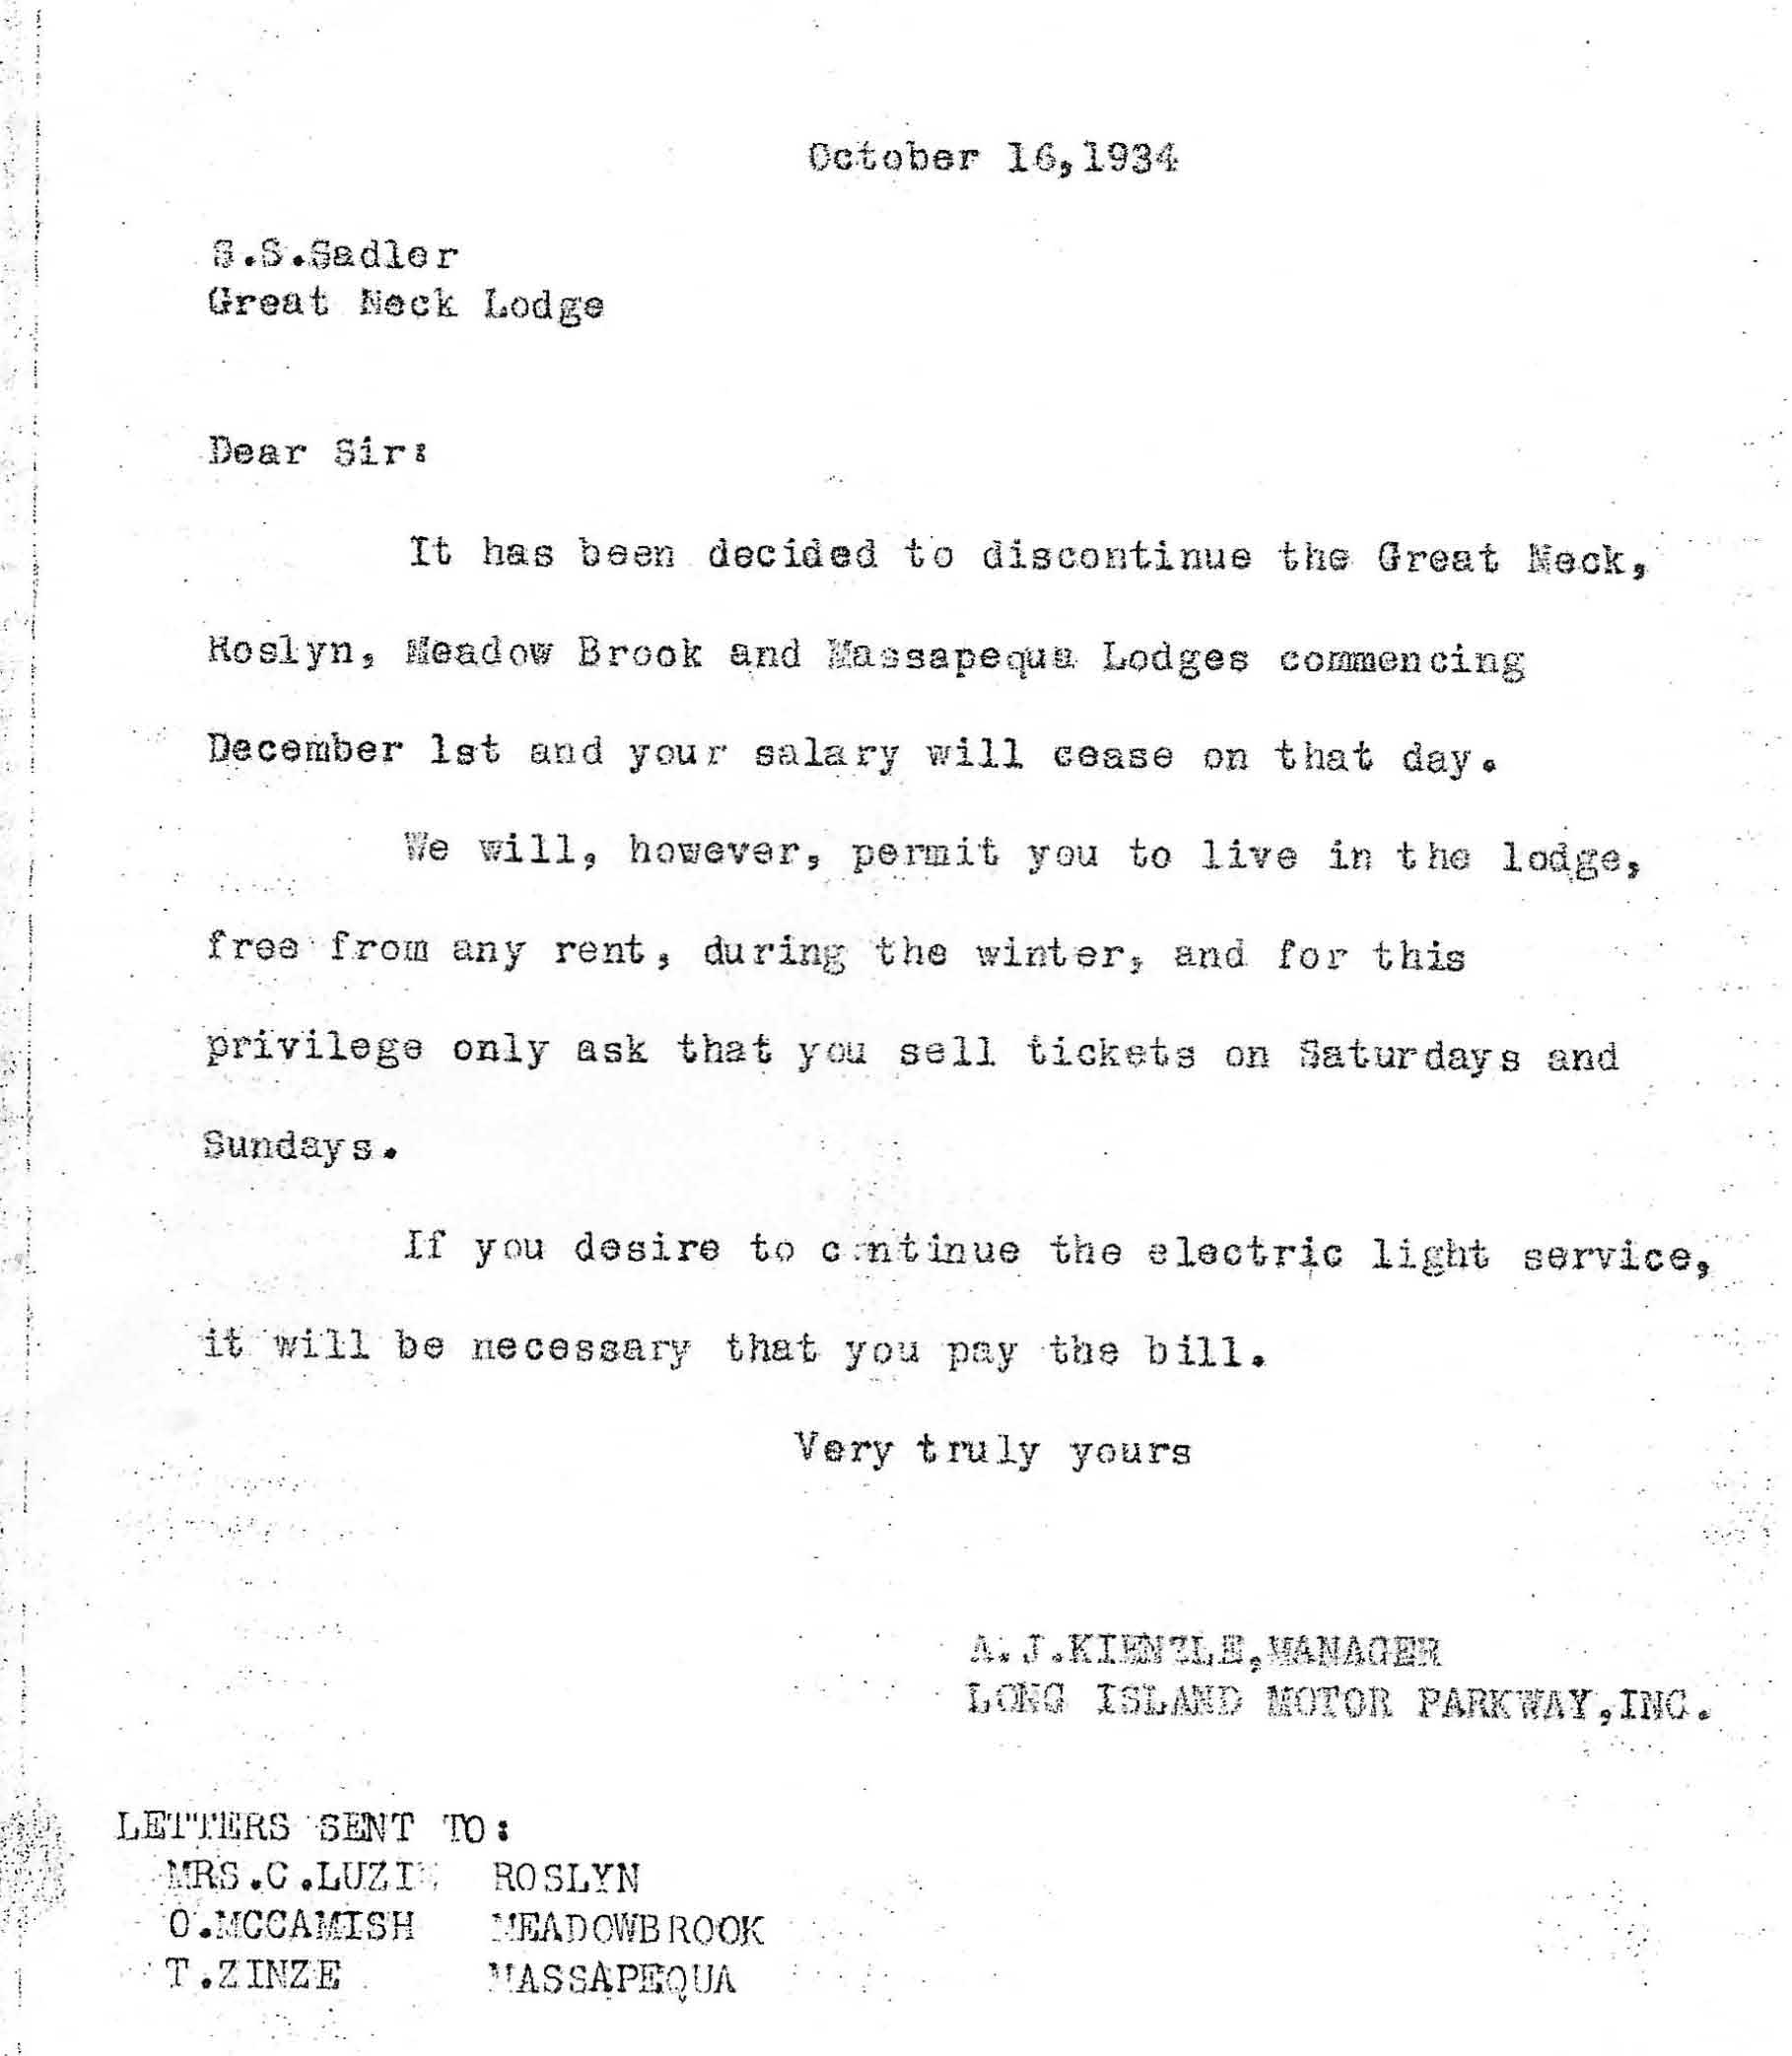 October 16,1934
S.S.Sadler
Great Neck Lodge
Dear Sir:
It has been decided to discontinue the Great Neck,
Roslyn, Meadow Brook and Massapequa Lodges commencing
December 1st and your salary will cease on that day.
We will, however, permit you to live in the lodge,
free from any rent, during the winter, and for this
privilege only ask that you sell tickets on Saturdays and
Sundays.
If you desire to continue the electric light service,
it will be necessary that you pay the bill.
Very truly yours
A.J.KIENZLE,MANAGER
LONG ISLAND MOTOR PARKWAY,INC.
LETTERS SENT TO:
MRS.C. ROSLYN
O.MCCAMISH MEADOWBROOK
T.ZINZE MASSAPEQUA